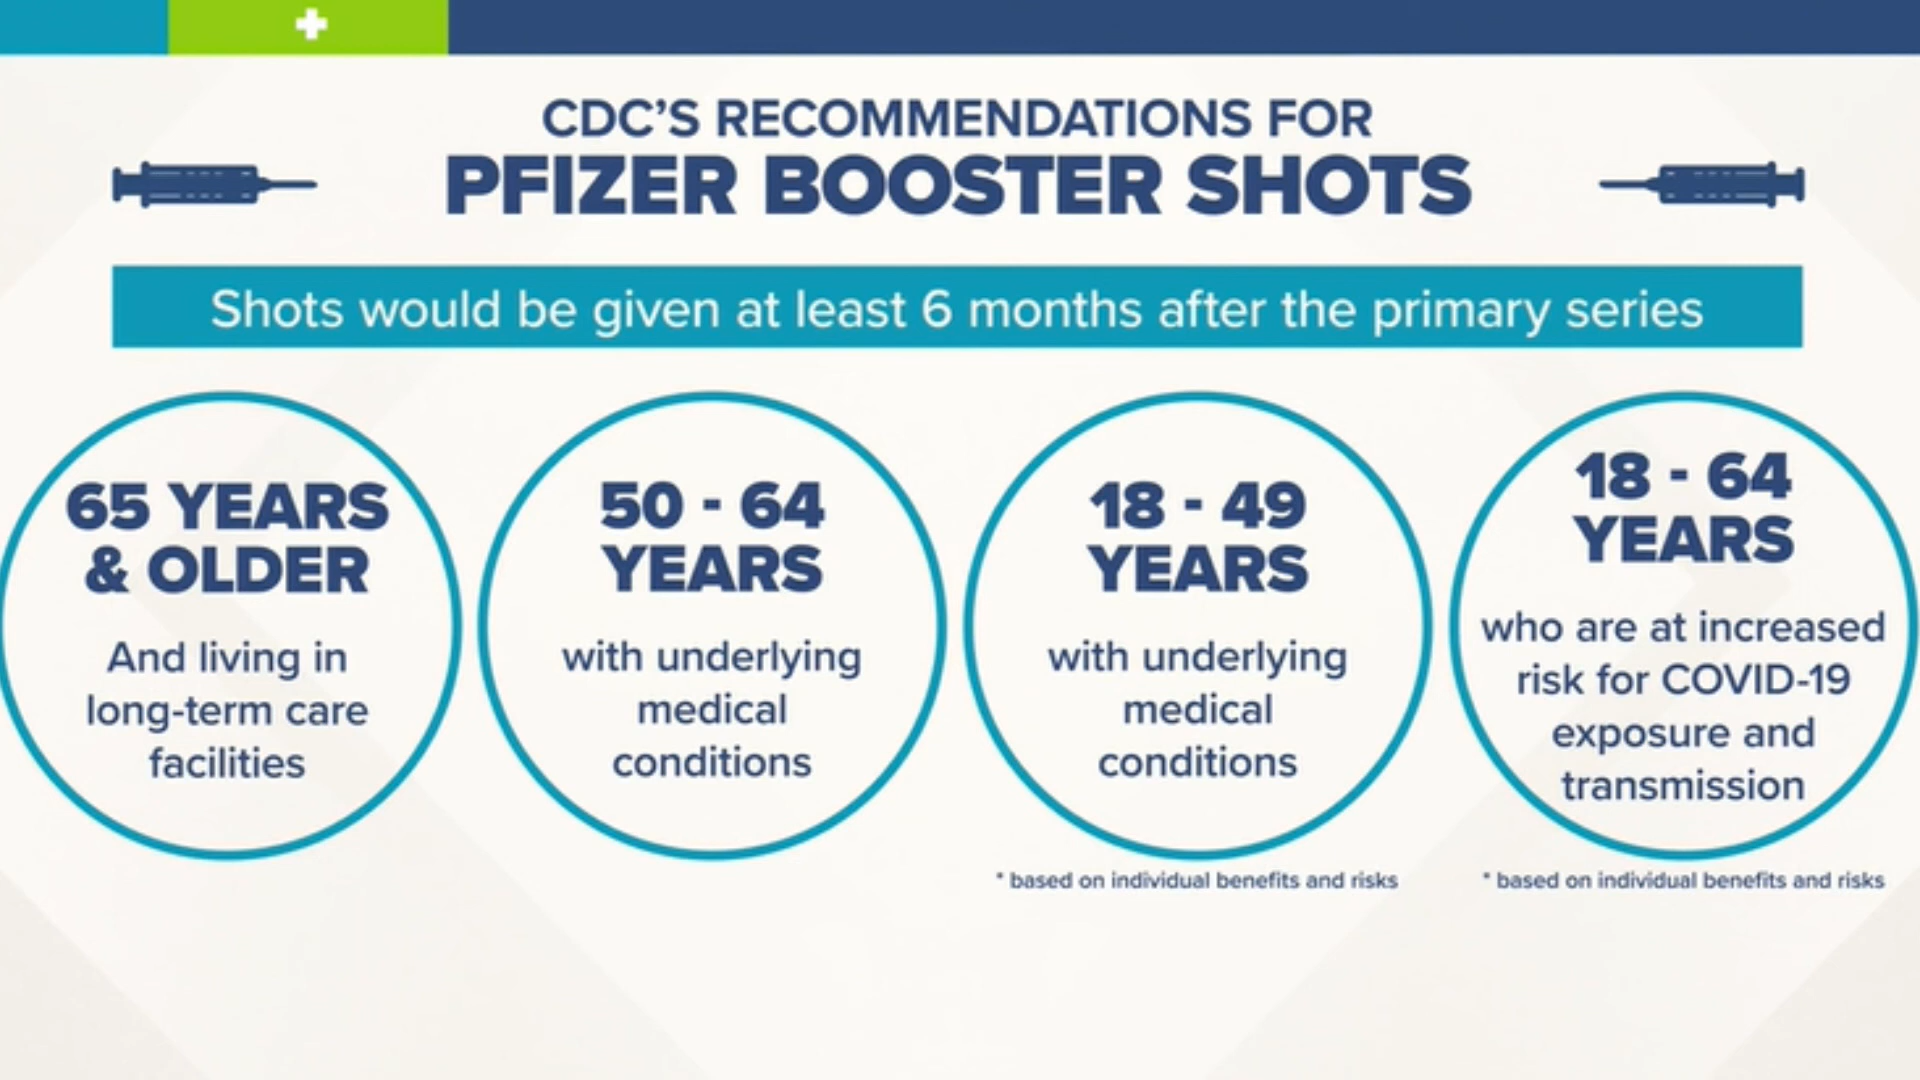 CDC'S RECOMMENDATIONS FOR
PFIZER BOOSTER SHOTS
Shots would be given at least 6 months after the primary series
65 YEARS
& OLDER
And living in
long-term care
facilities
50 - 64
YEARS
with underlying
medical
conditions
18 - 49
YEARS
with underlying
medical
conditions
* based on individual benefits and risks
18 - 64
YEARS
who are at increased
risk for COVID-19
exposure and
transmission
* based on individual benefits and risks